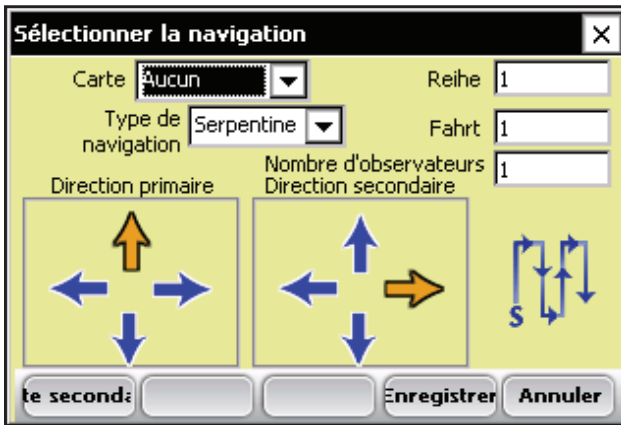 Sélectionner la navigation
Carte Aucun Reihe 1
Type de navigation Serpentine Fahrt 1
Nombre d'observateurs 1
Direction primaire Direction secondaire
S
te seconda Enregistrer Annuler